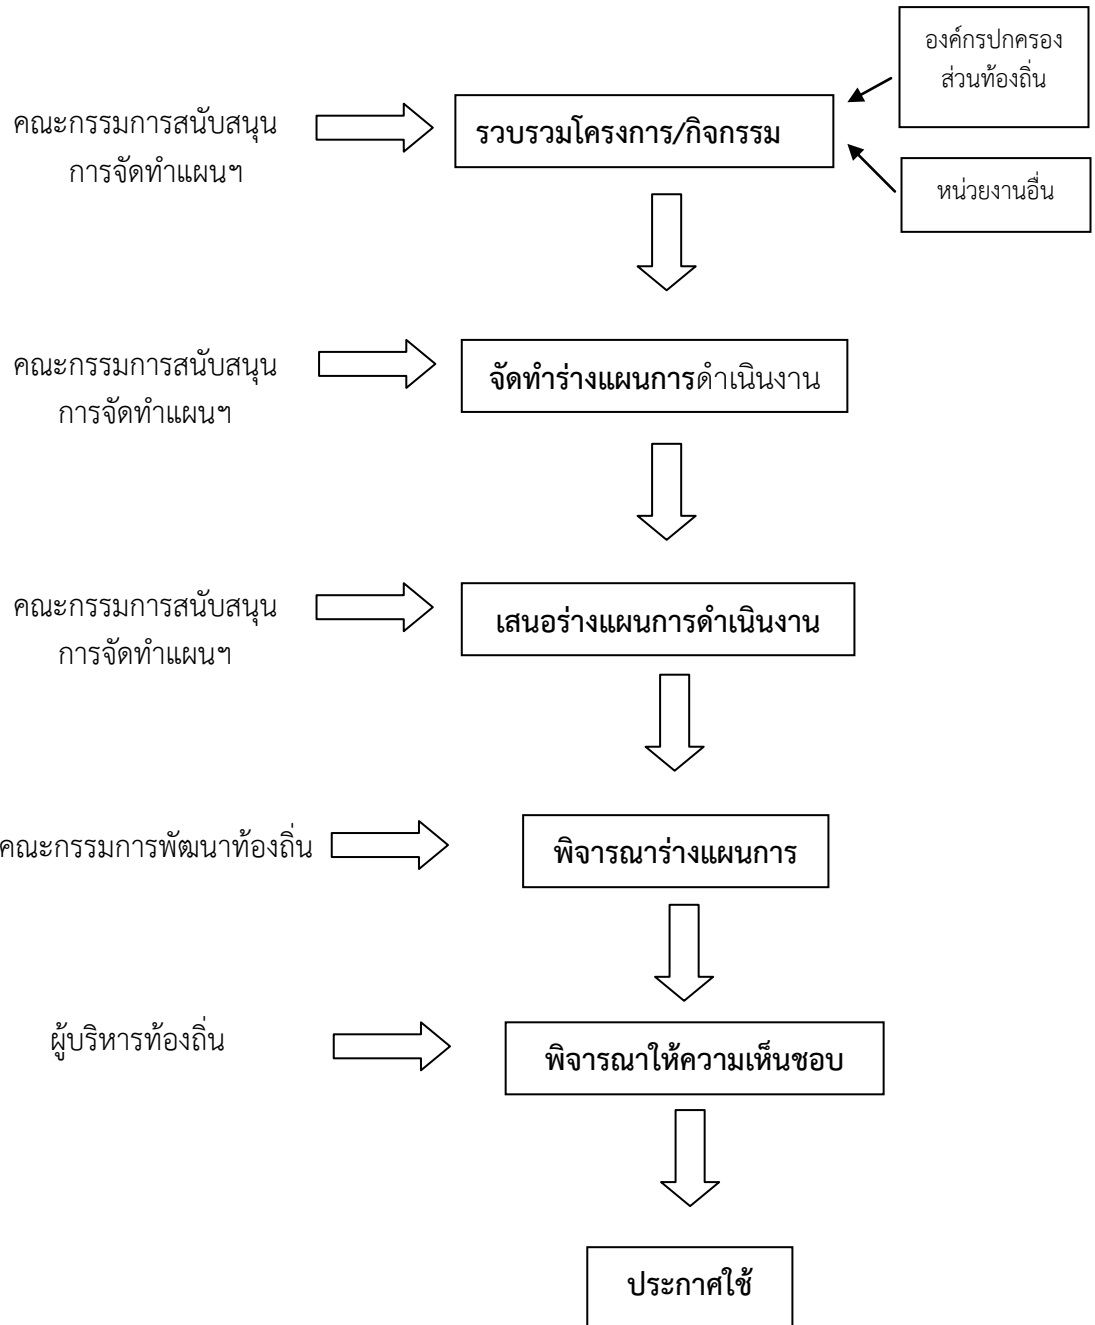 องค์กรปกครอง
ส่วนท้องถิ่น
คณะกรรมการสนับสนุน
การจัดทำแผนฯ
รวบรวมโครงการ/กิจกรรม
หน่วยงานอื่น
คณะกรรมการสนับสนุน
การจัดทำแผนฯ
จัดทำร่างแผนการดำเนินงาน
คณะกรรมการสนับสนุน
การจัดทำแผนฯ
เสนอร่างแผนการดำเนินงาน
คณะกรรมการพัฒนาท้องถิ่น
พิจารณาร่างแผนการ
ผู้บริหารท้องถิ่น
พิจารณาให้ความเห็นชอบ
ประกาศใช้